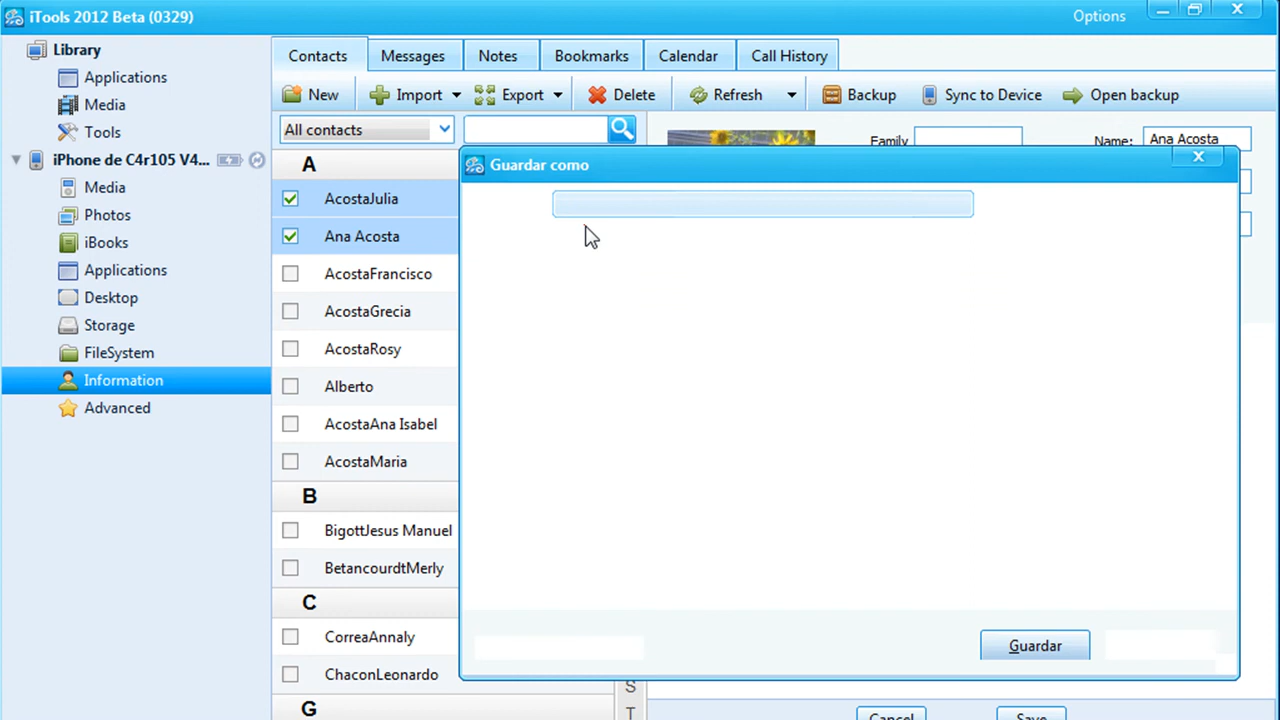 iTools 2012 Beta (0329)
Options
Library
Applications
Media
Tools
iPhone de C4r105 V4...
Media
Photos
iBooks
Applications
Desktop
Storage
FileSystem
Information
Advanced
Contacts Messages Notes Bookmarks Calendar Call History
New Import Export Delete Refresh Backup Sync to Device Open backup
All contacts
Family Name: Ana Acosta
Guardar como
A
AcostaJulia
Ana Acosta
AcostaFrancisco
AcostaGrecia
AcostaRosy
Alberto
AcostaAna Isabel
AcostaMaria
B
BigottJesus Manuel
BetancourdtMerly
C
CorreaAnnaly
ChaconLeonardo
G
Guardar
S
T
Cancel Save